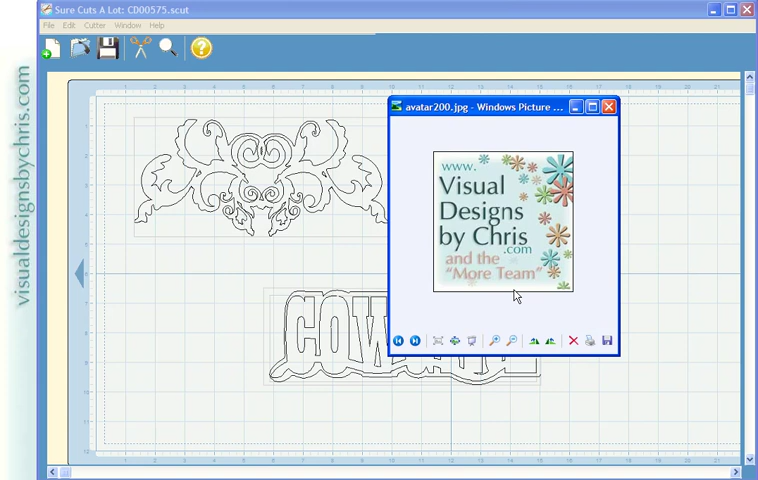 Sure Cuts A Lot: CD00575.scut
File Edit Cutter Window Help
visualdesignsbychris.com
avatar200.jpg - Windows Picture ...
www.
Visual
Designs
by Chris
.com
and the
"More Team"
COW